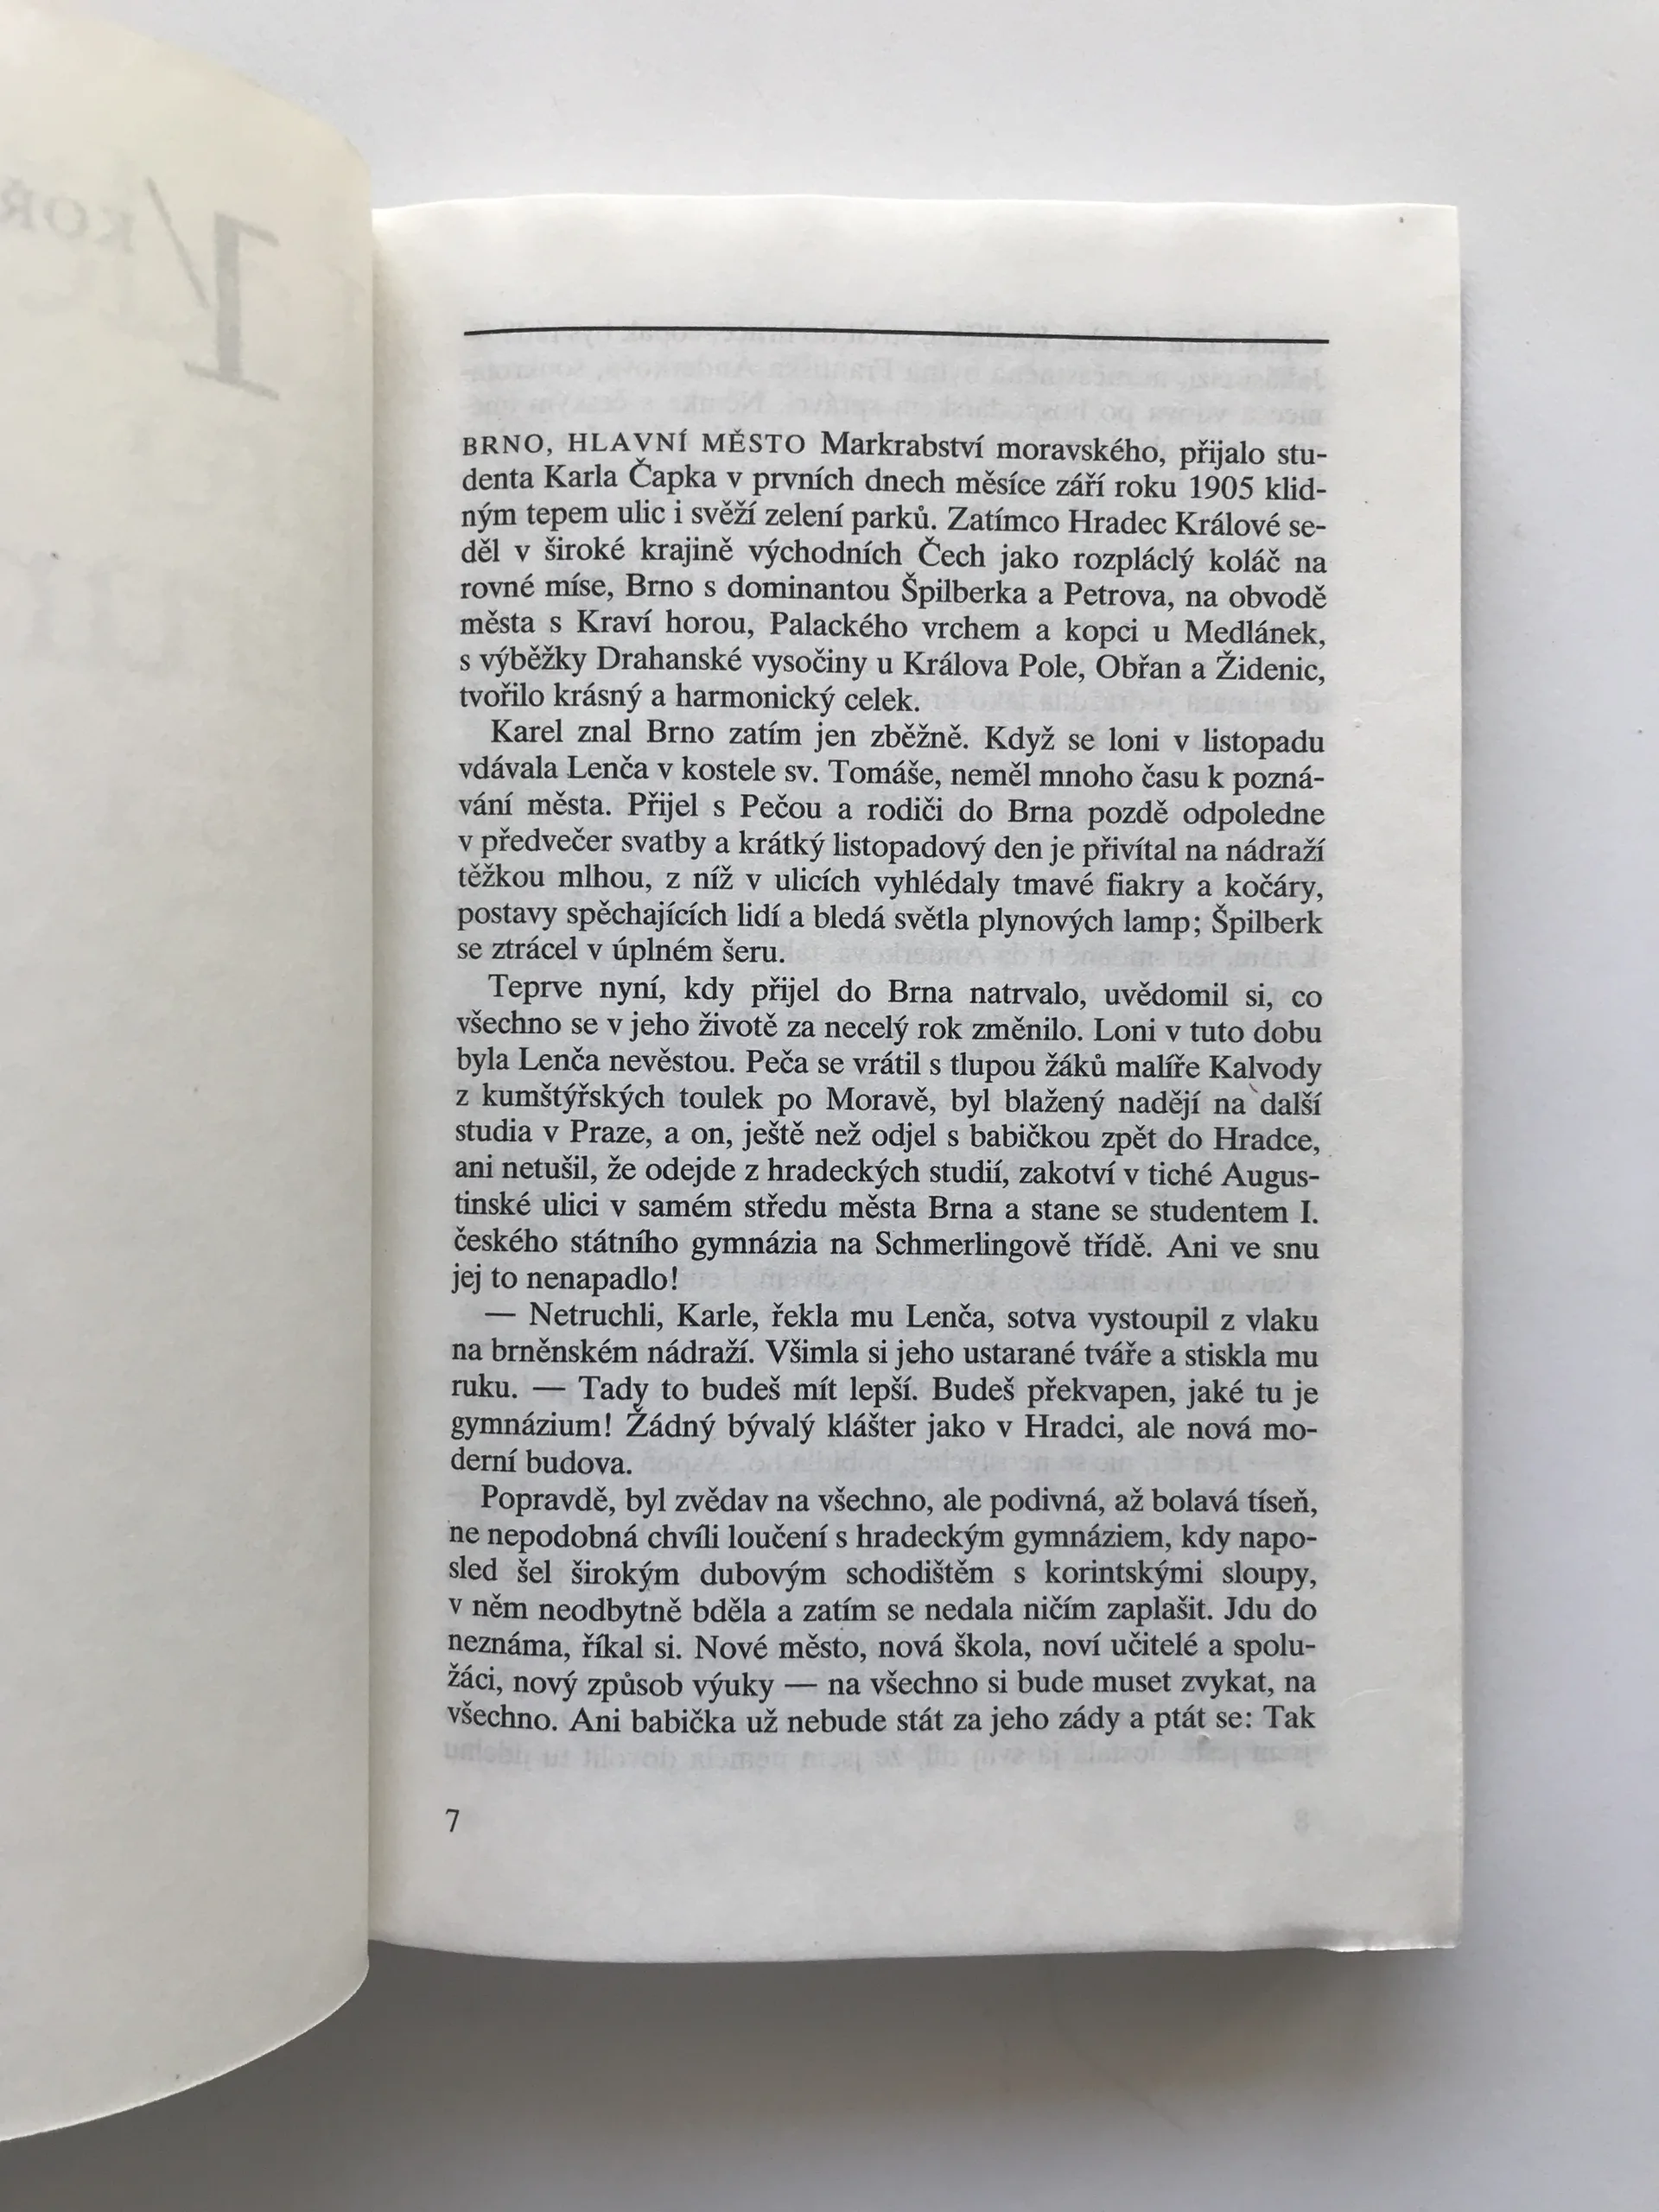 BRNO, HLAVNÍ MĚSTO Markrabství moravského, přijalo stu-
denta Karla Čapka v prvních dnech měsíce září roku 1905 klid-
ným tepem ulic i svěží zelení parků. Zatímco Hradec Králové se-
děl v široké krajině východních Čech jako rozpláclý koláč na
rovné míse, Brno s dominantou Špilberka a Petrova, na obvodě
města s Kraví horou, Palackého vrchem a kopci u Medlánek,
s výběžky Drahanské vysočiny u Králova Pole, Obřan a Židenic,
tvořilo krásný a harmonický celek.
Karel znal Brno zatím jen zběžně. Když se loni v listopadu
vdávala Lenča v kostele sv. Tomáše, neměl mnoho času k pozná-
vání města. Přijel s Pečou a rodiči do Brna pozdě odpoledne
v předvečer svatby a krátký listopadový den je přivítal na nádraží
těžkou mlhou, z níž v ulicích vyhlédaly tmavé fiakry a kočáry,
postavy spěchajících lidí a bledá světla plynových lamp; Špilberk
se ztrácel v úplném šeru.
Teprve nyní, kdy přijel do Brna natrvalo, uvědomil si, co
všechno se v jeho životě za necelý rok změnilo. Loni v tuto dobu
byla Lenča nevěstou. Peča se vrátil s tlupou žáků malíře Kalvody
z kumštýřských toulek po Moravě, byl blažený nadějí na další
studia v Praze, a on, ještě než odjel s babičkou zpět do Hradce,
ani netušil, že odejde z hradeckých studií, zakotví v tiché Augus-
tinské ulici v samém středu města Brna a stane se studentem I.
českého státního gymnázia na Schmerlingově třídě. Ani ve snu
jej to nenapadlo!
— Netruchli, Karle, řekla mu Lenča, sotva vystoupil z vlaku
na brněnském nádraží. Všimla si jeho ustarané tváře a stiskla mu
ruku. — Tady to budeš mít lepší. Budeš překvapen, jaké tu je
gymnázium! Žádný bývalý klášter jako v Hradci, ale nová mo-
derní budova.
Popravdě, byl zvědav na všechno, ale podivná, až bolavá tíseň,
ne nepodobná chvíli loučení s hradeckým gymnáziem, kdy napo-
sled šel širokým dubovým schodištěm s korintskými sloupy,
v něm neodbytně bděla a zatím se nedala ničím zaplašit. Jdu do
neznáma, říkal si. Nové město, nová škola, noví učitelé a spolu-
žáci, nový způsob výuky — na všechno si bude muset zvykat, na
všechno. Ani babička už nebude stát za jeho zády a ptát se: Tak
7